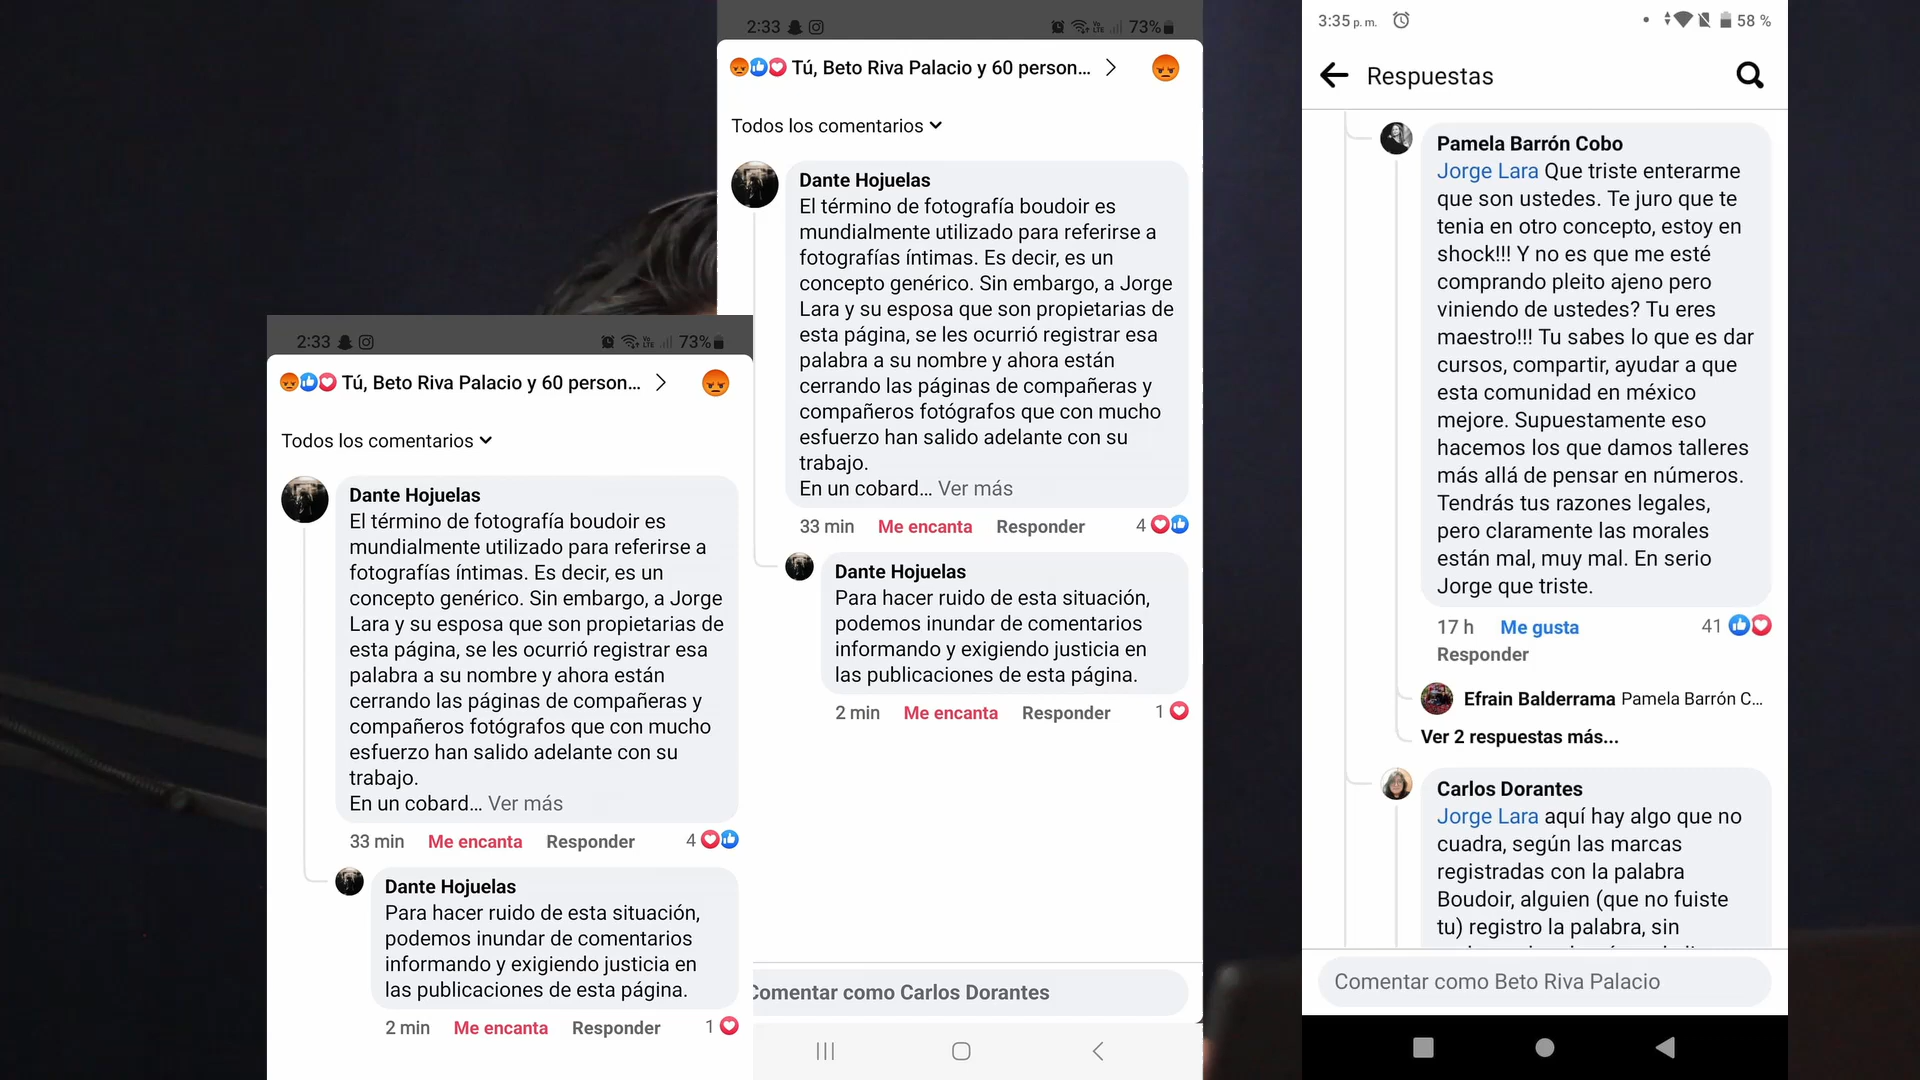 2:33
73%
Tú, Beto Riva Palacio y 60 person...
Todos los comentarios
Dante Hojuelas
El término de fotografía boudoir es
mundialmente utilizado para referirse a
fotografías íntimas. Es decir, es un
concepto genérico. Sin embargo, a Jorge
Lara y su esposa que son propietarias de
esta página, se les ocurrió registrar esa
palabra a su nombre y ahora están
cerrando las páginas de compañeras y
compañeros fotógrafos que con mucho
esfuerzo han salido adelante con su
trabajo.
En un cobard... Ver más
33 min Me encanta Responder 4
Dante Hojuelas
Para hacer ruido de esta situación,
podemos inundar de comentarios
informando y exigiendo justicia en
las publicaciones de esta página.
2 min Me encanta Responder 1
2:33
73%
Tú, Beto Riva Palacio y 60 person...
Todos los comentarios
Dante Hojuelas
El término de fotografía boudoir es
mundialmente utilizado para referirse a
fotografías íntimas. Es decir, es un
concepto genérico. Sin embargo, a Jorge
Lara y su esposa que son propietarias de
esta página, se les ocurrió registrar esa
palabra a su nombre y ahora están
cerrando las páginas de compañeras y
compañeros fotógrafos que con mucho
esfuerzo han salido adelante con su
trabajo.
En un cobard... Ver más
33 min Me encanta Responder 4
Dante Hojuelas
Para hacer ruido de esta situación,
podemos inundar de comentarios
informando y exigiendo justicia en
las publicaciones de esta página.
2 min Me encanta Responder 1
Comentar como Carlos Dorantes
3:35 p. m.
58 %
Respuestas
Pamela Barrón Cobo
Jorge Lara Que triste enterarme
que son ustedes. Te juro que te
tenia en otro concepto, estoy en
shock!!! Y no es que me esté
comprando pleito ajeno pero
viniendo de ustedes? Tu eres
maestro!!! Tu sabes lo que es dar
cursos, compartir, ayudar a que
esta comunidad en méxico
mejore. Supuestamente eso
hacemos los que damos talleres
más allá de pensar en números.
Tendrás tus razones legales,
pero claramente las morales
están mal, muy mal. En serio
Jorge que triste.
17 h Me gusta 41
Responder
Efrain Balderrama Pamela Barrón C...
Ver 2 respuestas más...
Carlos Dorantes
Jorge Lara aquí hay algo que no
cuadra, según las marcas
registradas con la palabra
Boudoir, alguien (que no fuiste
tu) registro la palabra, sin
Comentar como Beto Riva Palacio